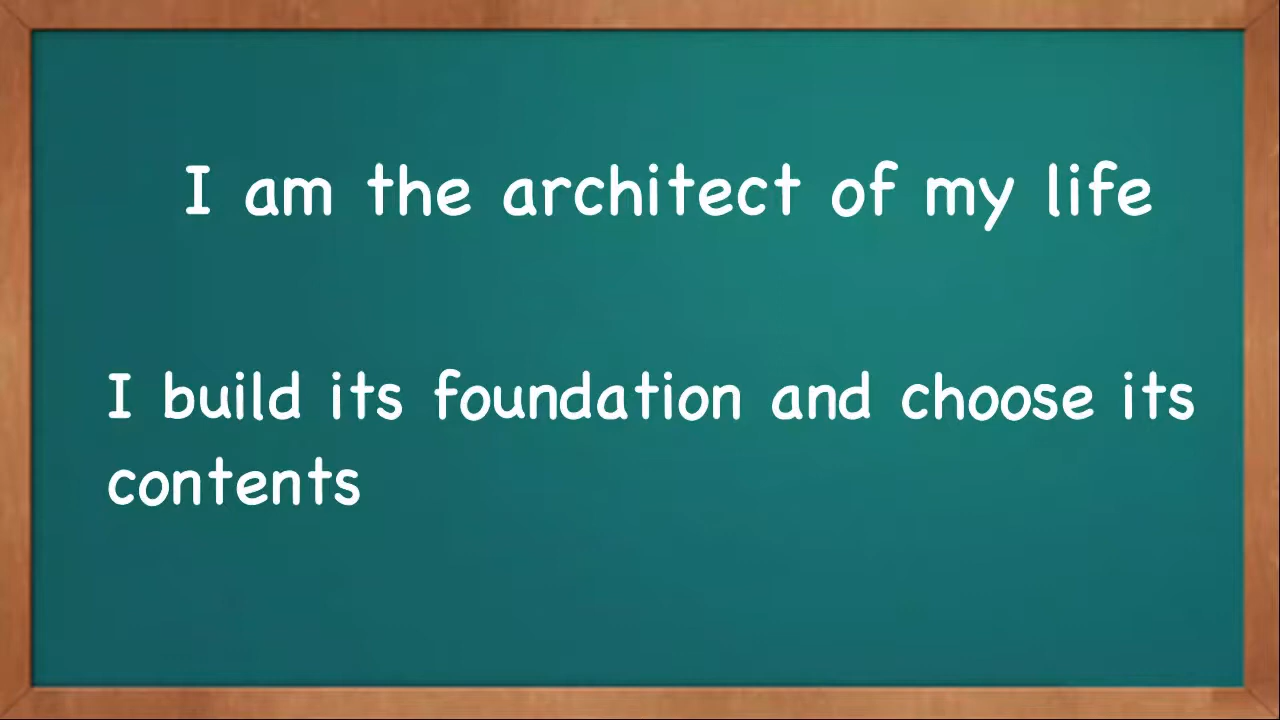 I am the architect of my life
I build its foundation and choose its
contents